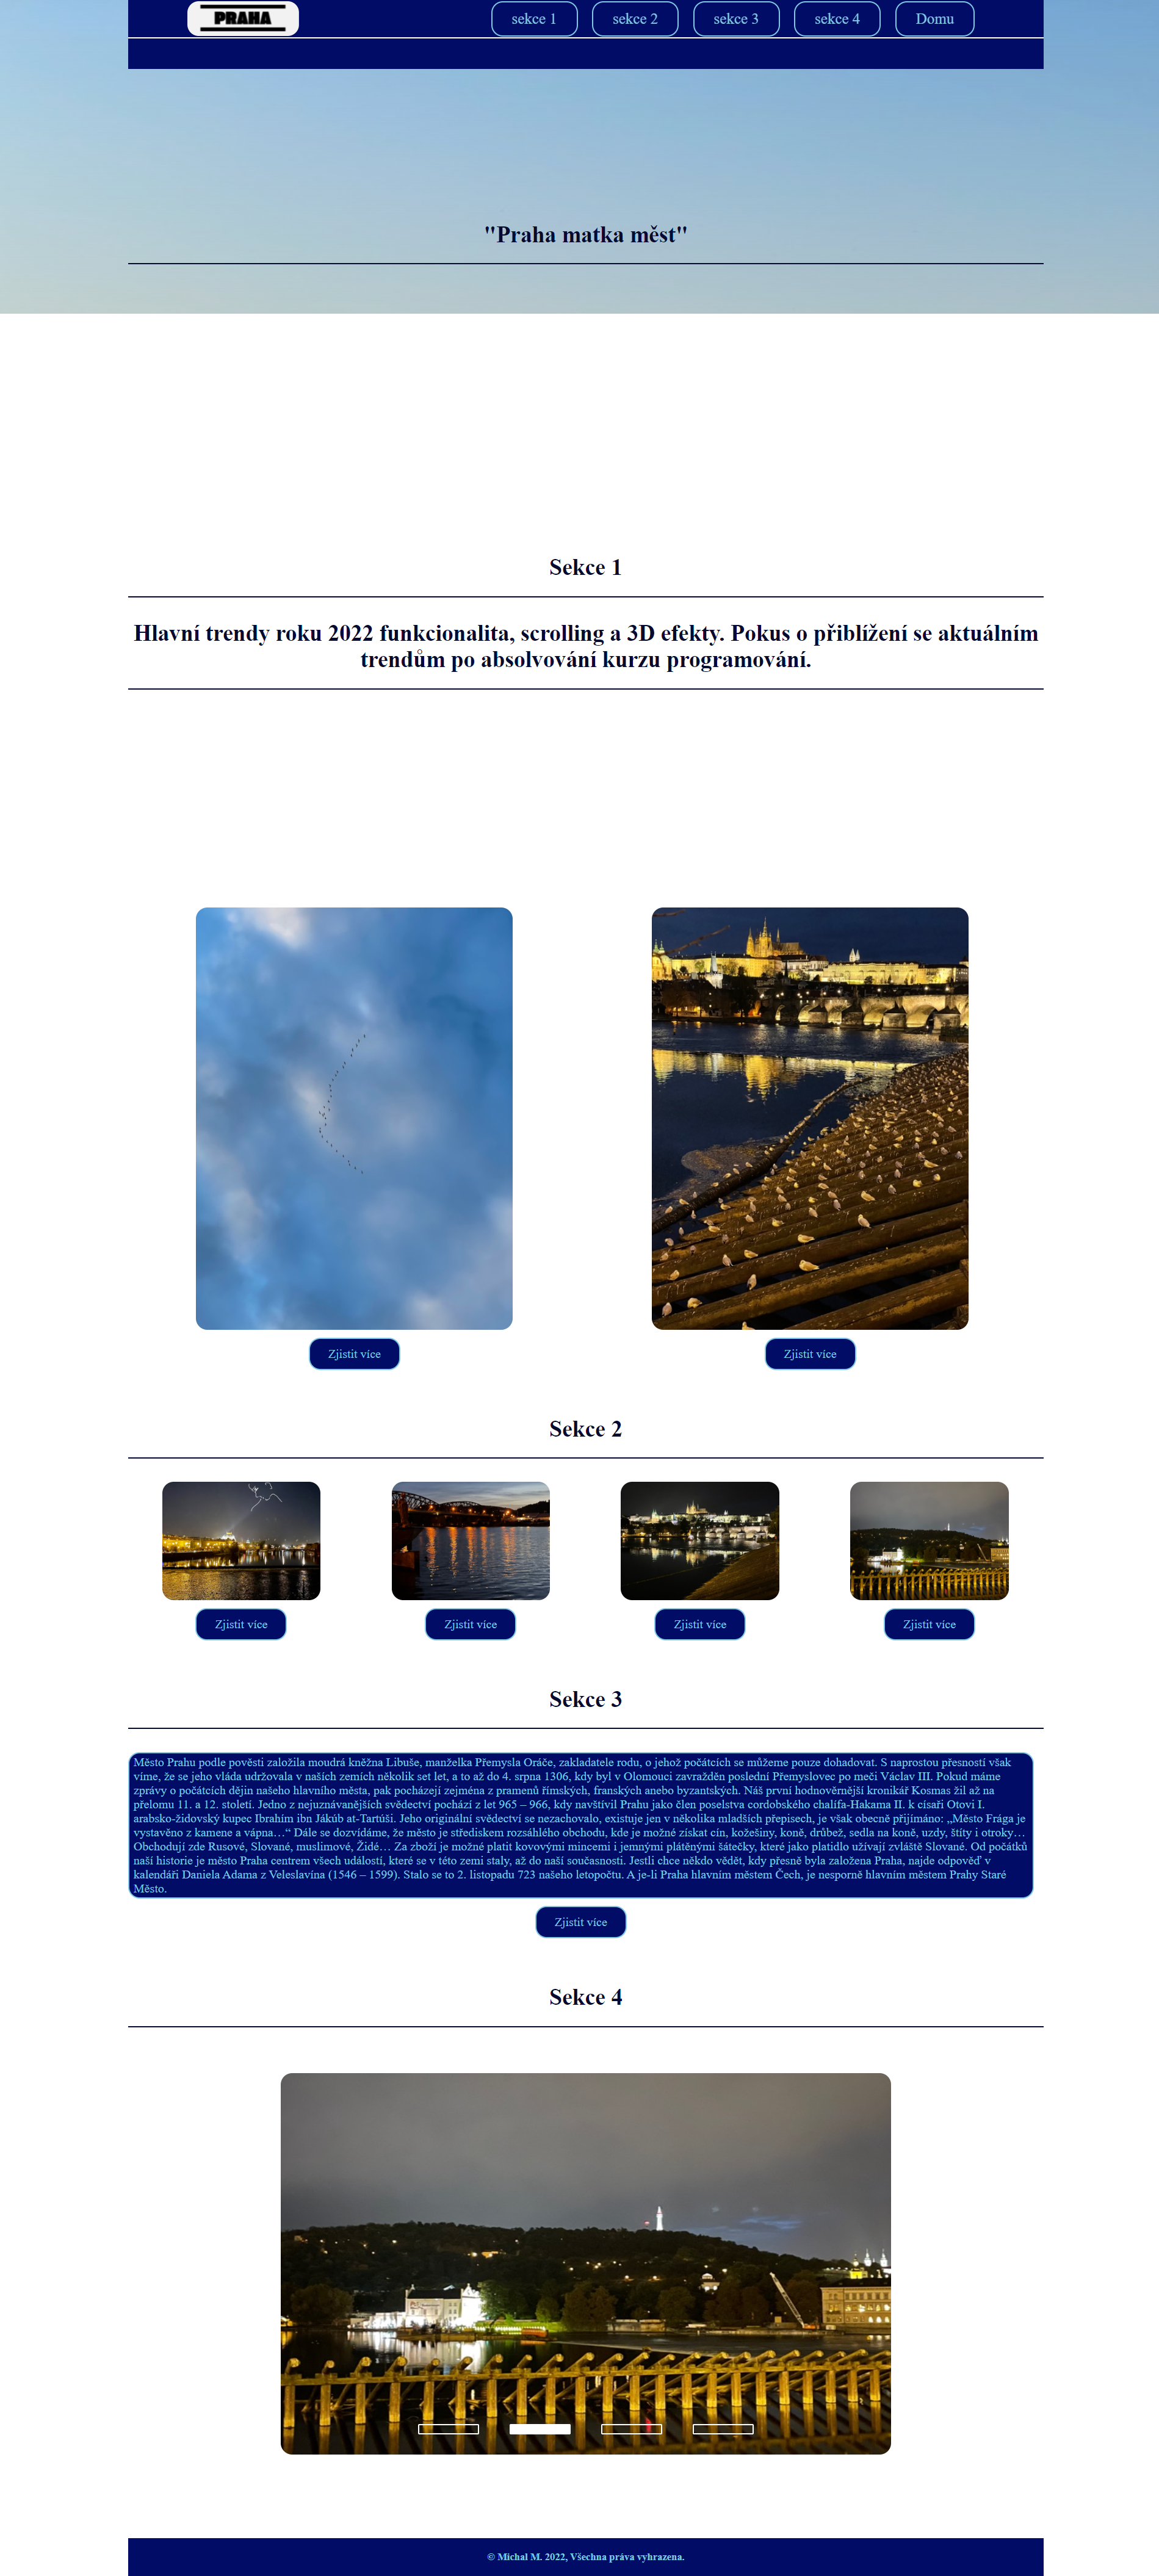 PRAHA
sekce 1
sekce 2
sekce 3
sekce 4
Domu
"Praha matka měst"
Sekce 1
Hlavní trendy roku 2022 funkcionalita, scrolling a 3D efekty. Pokus o přiblížení se aktuálním
trendům po absolvování kurzu programování.
Zjistit více
Zjistit více
Sekce 2
Zjistit více
Zjistit více
Zjistit více
Zjistit více
Sekce 3
Město Prahu podle pověsti založila moudrá kněžna Libuše, manželka Přemysla Oráče, zakladatele rodu, o jehož počátcích se můžeme pouze dohadovat. S naprostou přesností však
víme, že se jeho vláda udržovala v našich zemích několik set let, a to až do 4. srpna 1306, kdy byl v Olomouci zavražděn poslední Přemyslovec po meči Václav III. Pokud máme
zprávy o počátcích dějin našeho hlavního města, pak pocházejí zejména z pramenů římských, franských anebo byzantských. Náš první hodnověrnější kronikář Kosmas žil až na
přelomu 11. a 12. století. Jedno z nejuznávanějších svědectví pochází z let 965 – 966, kdy navštívil Prahu jako člen poselstva cordobského chalífa-Hakama II. k císaři Otovi I.
arabsko-židovský kupec Ibrahím ibn Jákúb at-Tartúši. Jeho originální svědectví se nezachovalo, existuje jen v několika mladších přepisech, je však obecně přijímáno: „Město Frága je
vystavěno z kamene a vápna…“ Dále se dozvídáme, že město je střediskem rozsáhlého obchodu, kde je možné získat cín, kožešiny, koně, drůbež, sedla na koně, uzdy, štíty i otroky…
Obchodují zde Rusové, Slované, muslimové, Židé… Za zboží je možné platit kovovými mincemi i jemnými plátěnými šátečky, které jako platidlo užívají zvláště Slované. Od počátků
naší historie je město Praha centrem všech událostí, které se v této zemi staly, až do naší současnosti. Jestli chce někdo vědět, kdy přesně byla založena Praha, najde odpověď v
kalendáři Daniela Adama z Veleslavína (1546 – 1599). Stalo se to 2. listopadu 723 našeho letopočtu. A je-li Praha hlavním městem Čech, je nesporně hlavním městem Prahy Staré
Město.
Zjistit více
Sekce 4
© Michal M. 2022, Všechna práva vyhrazena.